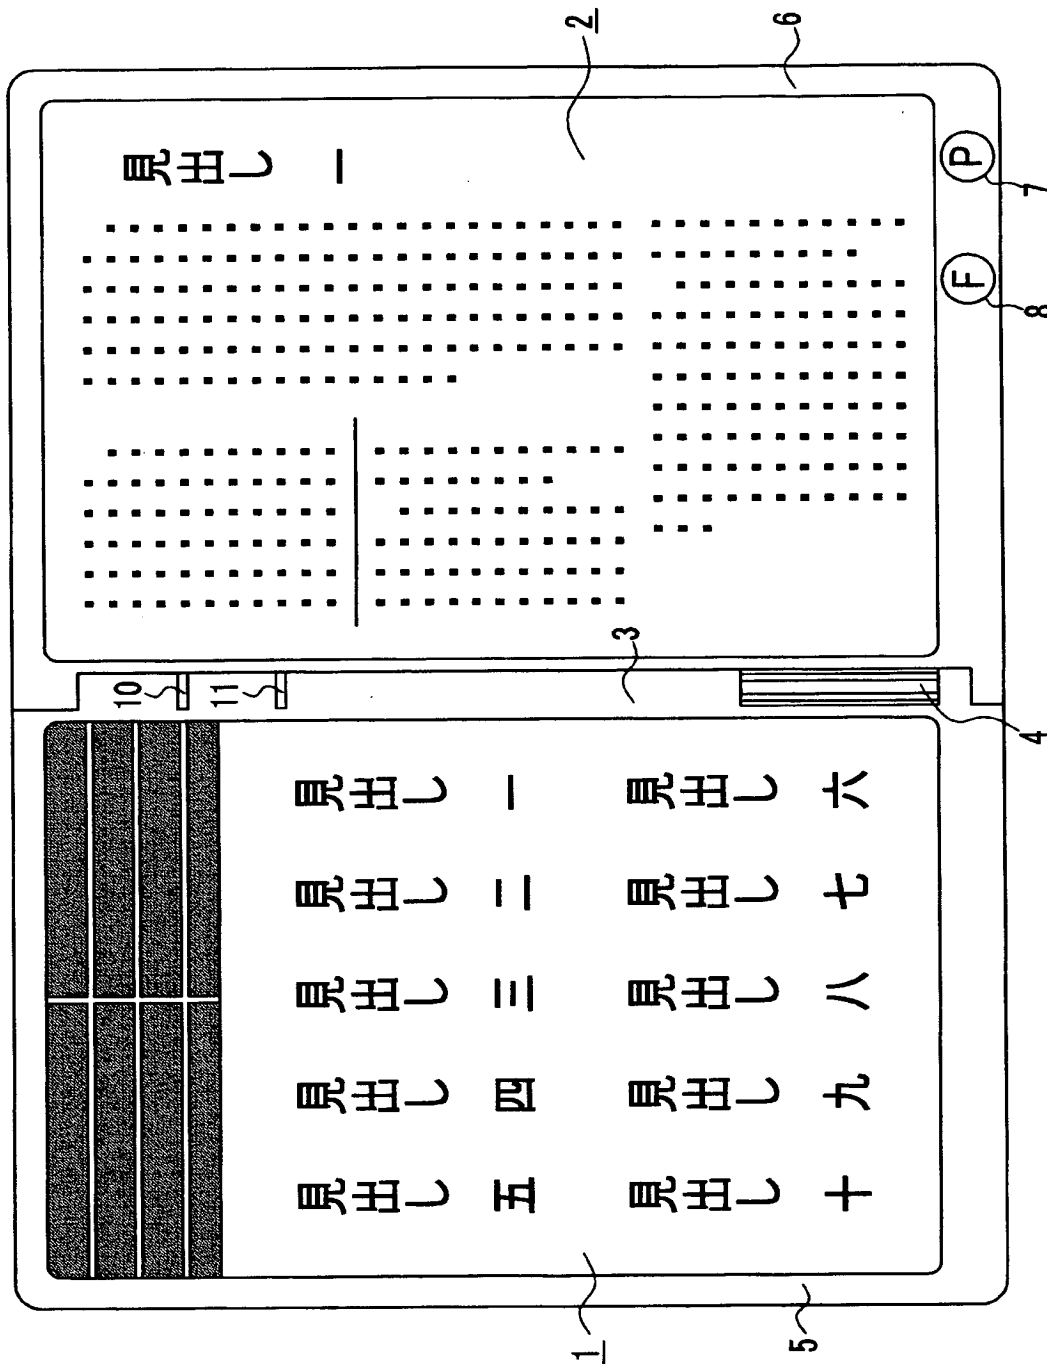 見出し 一
見出し 一
見出し 二
見出し 三
見出し 四
見出し 五
見出し 六
見出し 七
見出し 八
見出し 九
見出し 十
10
11
2
1
3
6
5
P
F
7
8
4